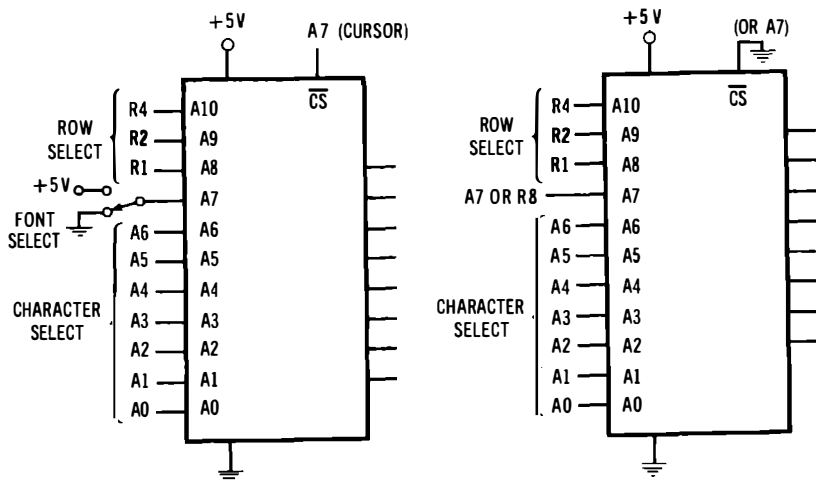 +5V
A7 (CURSOR)
CS
ROW
SELECT
R4 A10
R2 A9
R1 A8
+5V
A7
FONT
SELECT
CHARACTER
SELECT
A6 A6
A5 A5
A4 A4
A3 A3
A2 A2
A1 A1
A0 A0
+5V
(OR A7)
CS
ROW
SELECT
R4 A10
R2 A9
R1 A8
A7 OR R8 A7
CHARACTER
SELECT
A6 A6
A5 A5
A4 A4
A3 A3
A2 A2
A1 A1
A0 A0